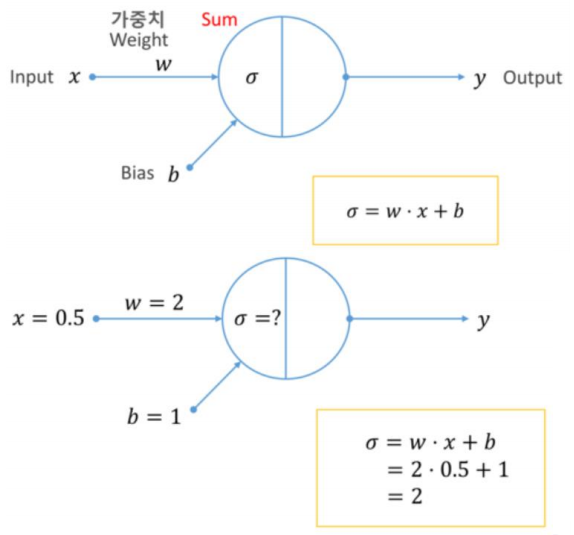 가중치 Sum
Weight
Input x w σ y Output
Bias b
σ = w · x + b
x = 0.5 w = 2 σ =? y
b = 1
σ = w · x + b
= 2 · 0.5 + 1
= 2